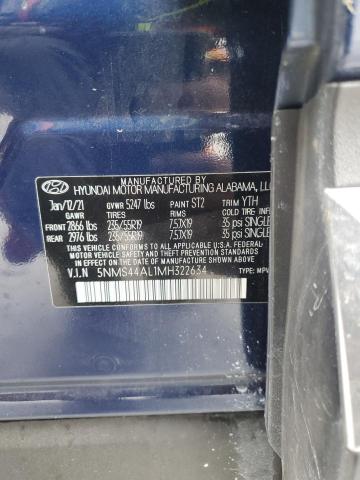 MANUFACTURED BY
HYUNDAI MOTOR MANUFACTURING ALABAMA, LLC
Jan/12/21 GVWR 5247 lbs PAINT ST2 TRIM YTH
GAWR TIRES RIMS COLD
FRONT 2866 lbs 235/55R19 7.5JX19 35 psi SINGLE
REAR 2976 lbs 235/55R19 7.5JX19 35 psi SINGLE
THIS VEHICLE CONFORMS TO ALL APPLICABLE U.S.A. FEDERAL
MOTOR VEHICLE SAFETY, BUMPER, AND THEFT PREVENTION
STANDARDS IN EFFECT ON THE DATE OF MANUFACTURE SHOWN ABOVE
V.I.N 5NMS44AL1MH322634 TYPE: MPV